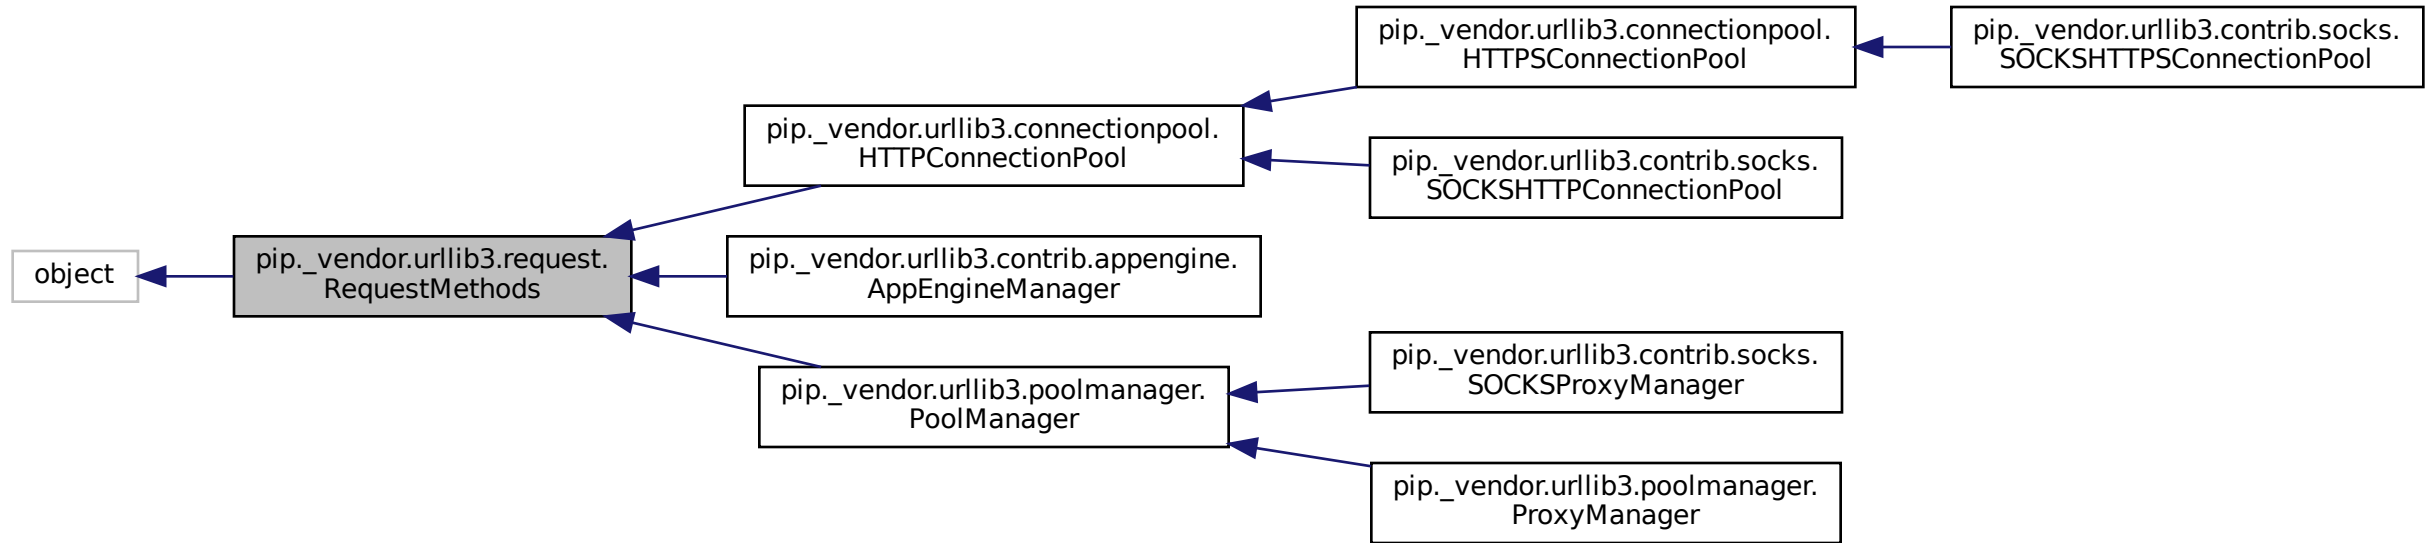 object
pip._vendor.urllib3.request.
RequestMethods
pip._vendor.urllib3.connectionpool.
HTTPConnectionPool
pip._vendor.urllib3.contrib.appengine.
AppEngineManager
pip._vendor.urllib3.poolmanager.
PoolManager
pip._vendor.urllib3.connectionpool.
HTTPSConnectionPool
pip._vendor.urllib3.contrib.socks.
SOCKSHTTPConnectionPool
pip._vendor.urllib3.contrib.socks.
SOCKSProxyManager
pip._vendor.urllib3.poolmanager.
ProxyManager
pip._vendor.urllib3.contrib.socks.
SOCKSHTTPSConnectionPool